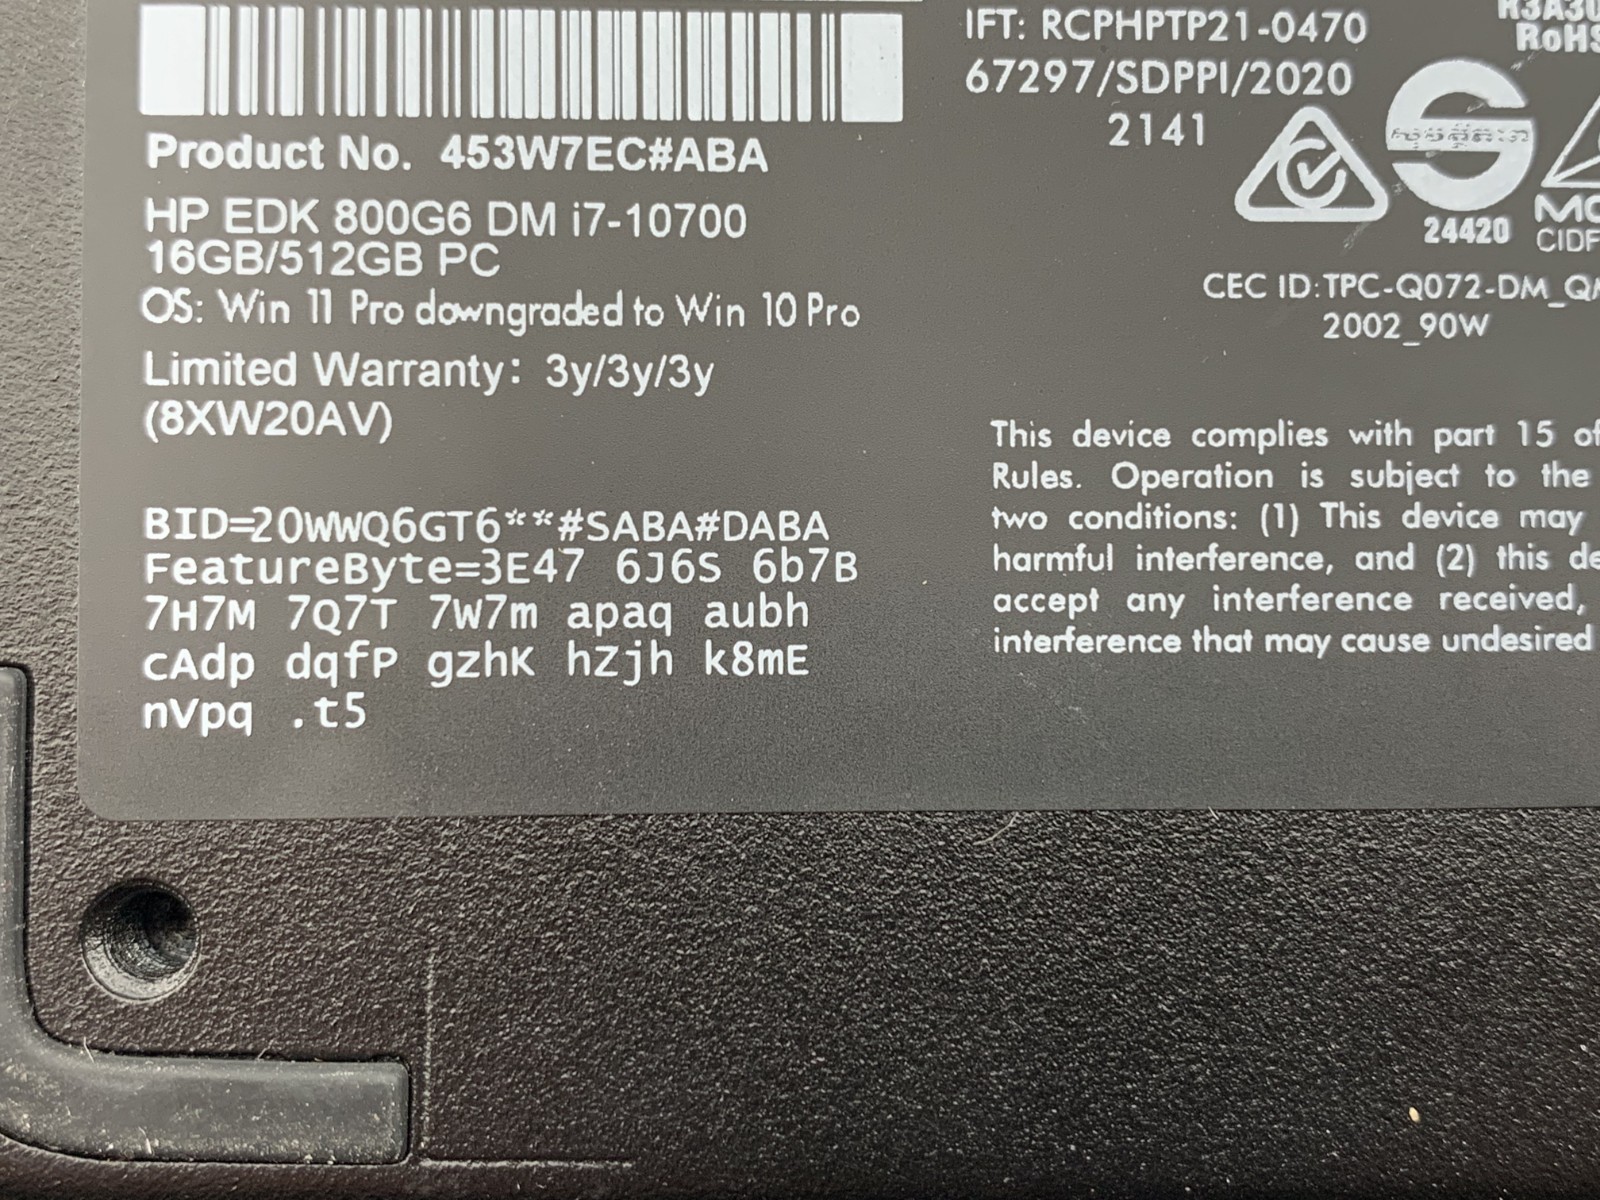 Product No. 453W7EC#ABA
HP EDK 800G6 DM i7-10700
16GB/512GB PC
OS: Win 11 Pro downgraded to Win 10 Pro
Limited Warranty: 3y/3y/3y
(8XW20AV)
BID=20WWQ6GT6**#SABA#DABA
FeatureByte=3E47 6J6S 6b7B
7H7M 7Q7T 7W7m apaq aubh
cAdp dqfP gzhK hZjh k8mE
nVpq .t5
IFT: RCPHPTP21-0470
67297/SDPPI/2020
2141
RoHS
24420
CEC ID:TPC-Q072-DM_
2002_90W
This device complies with part 15 of
Rules. Operation is subject to the
two conditions: (1) This device may
harmful interference, and (2) this
accept any interference received,
interference that may cause undesired